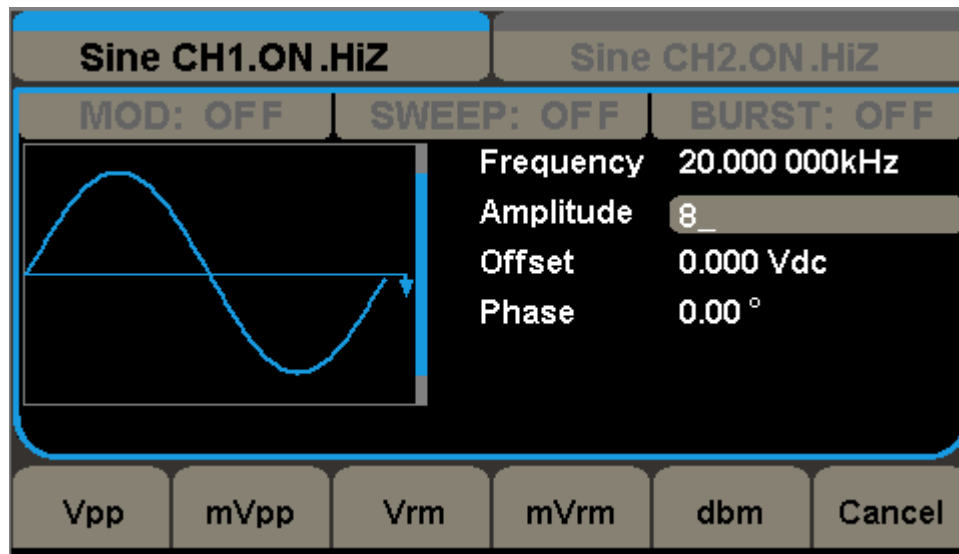 Sine CH1.ON.HiZ Sine CH2.ON.HiZ
MOD: OFF SWEEP: OFF BURST: OFF
Frequency 20.000 000kHz
Amplitude 8_
Offset 0.000 Vdc
Phase 0.00 °
Vpp mVpp Vrm mVrm dbm Cancel